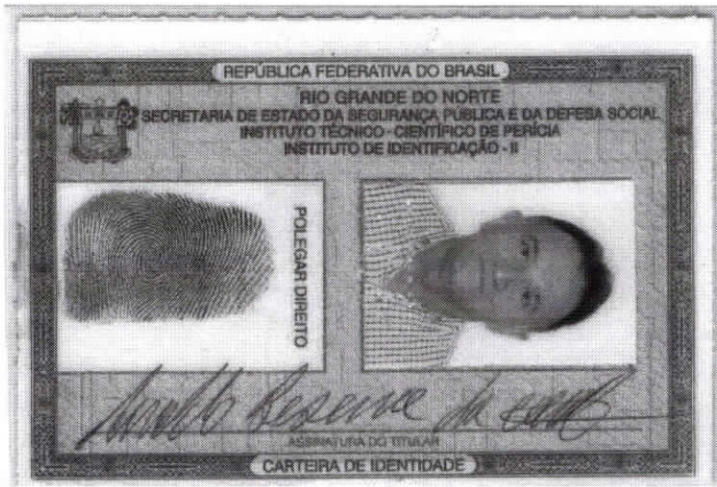 REPÚBLICA FEDERATIVA DO BRASIL
RIO GRANDE DO NORTE
SECRETARIA DE ESTADO DA SEGURANÇA PÚBLICA E DA DEFESA SOCIAL
INSTITUTO TÉCNICO - CIENTÍFICO DE PERÍCIA
INSTITUTO DE IDENTIFICAÇÃO - II
POLEGAR DIREITO
ASSINATURA DO TITULAR
CARTEIRA DE IDENTIDADE